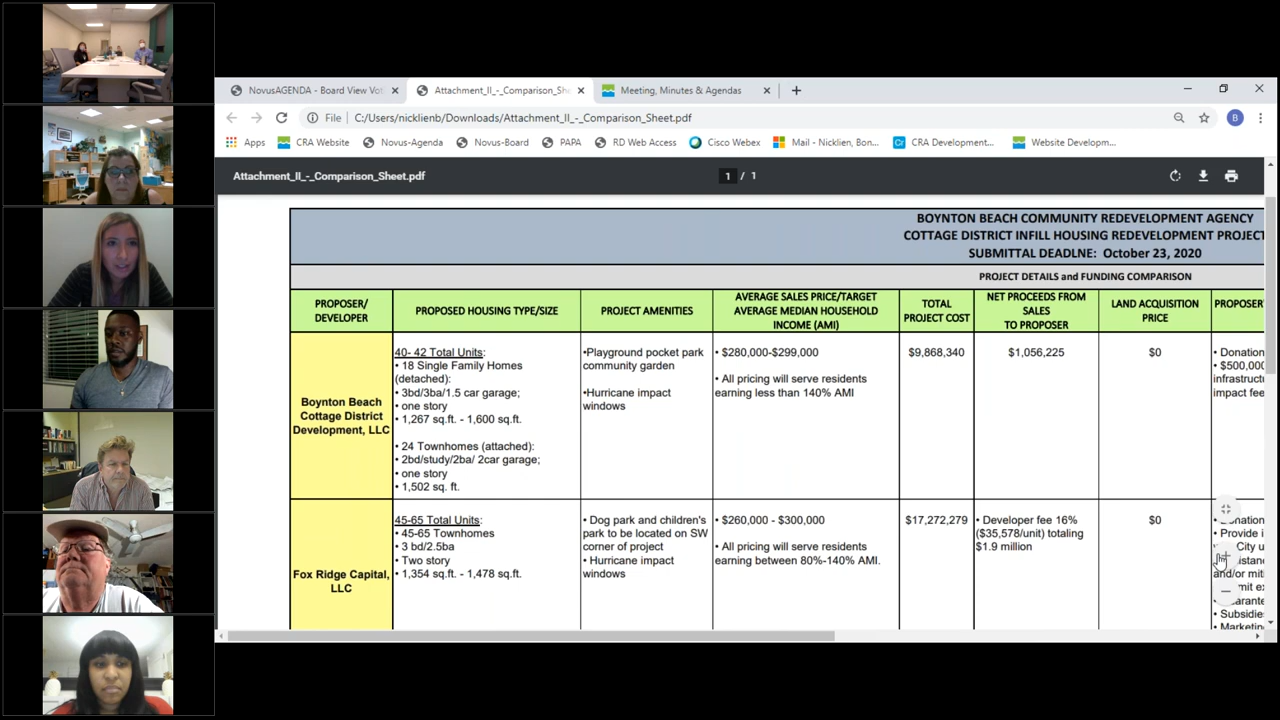 NovusAGENDA - Board View Vot
Attachment_II_-_Comparison_She
Meeting, Minutes & Agendas
File C:/Users/nicklienb/Downloads/Attachment_II_-_Comparison_Sheet.pdf
B
Apps CRA Website Novus-Agenda Novus-Board PAPA RD Web Access Cisco Webex Mail - Nicklien, Bon... CRA Development... Website Developm...
Attachment_II_-_Comparison_Sheet.pdf
1 / 1
BOYNTON BEACH COMMUNITY REDEVELOPMENT AGENCY
COTTAGE DISTRICT INFILL HOUSING REDEVELOPMENT PROJECT
SUBMITTAL DEADLNE: October 23, 2020
PROJECT DETAILS and FUNDING COMPARISON
PROPOSER/
DEVELOPER
PROPOSED HOUSING TYPE/SIZE
PROJECT AMENITIES
AVERAGE SALES PRICE/TARGET
AVERAGE MEDIAN HOUSEHOLD
INCOME (AMI)
TOTAL
PROJECT COST
NET PROCEEDS FROM
SALES
TO PROPOSER
LAND ACQUISITION
PRICE
PROPOSER
Boynton Beach
Cottage District
Development, LLC
40- 42 Total Units:
• 18 Single Family Homes
(detached):
• 3bd/3ba/1.5 car garage;
• one story
• 1,267 sq.ft. - 1,600 sq.ft.
• 24 Townhomes (attached):
• 2bd/study/2ba/ 2car garage;
• one story
• 1,502 sq. ft.
•Playground pocket park
community garden
•Hurricane impact
windows
• $280,000-$299,000
• All pricing will serve residents
earning less than 140% AMI
$9,868,340
$1,056,225
$0
• Donation
• $500,000
infrastruct
impact fee
Fox Ridge Capital,
LLC
45-65 Total Units:
• 45-65 Townhomes
• 3 bd/2.5ba
• Two story
• 1,354 sq.ft. - 1,478 sq.ft.
• Dog park and children's
park to be located on SW
corner of project
• Hurricane impact
windows
• $260,000 - $300,000
• All pricing will serve residents
earning between 80%-140% AMI.
$17,272,279
• Developer fee 16%
($35,578/unit) totaling
$1.9 million
$0
• Provide i
City u
and/or miti
• Subsidie
• Marketin